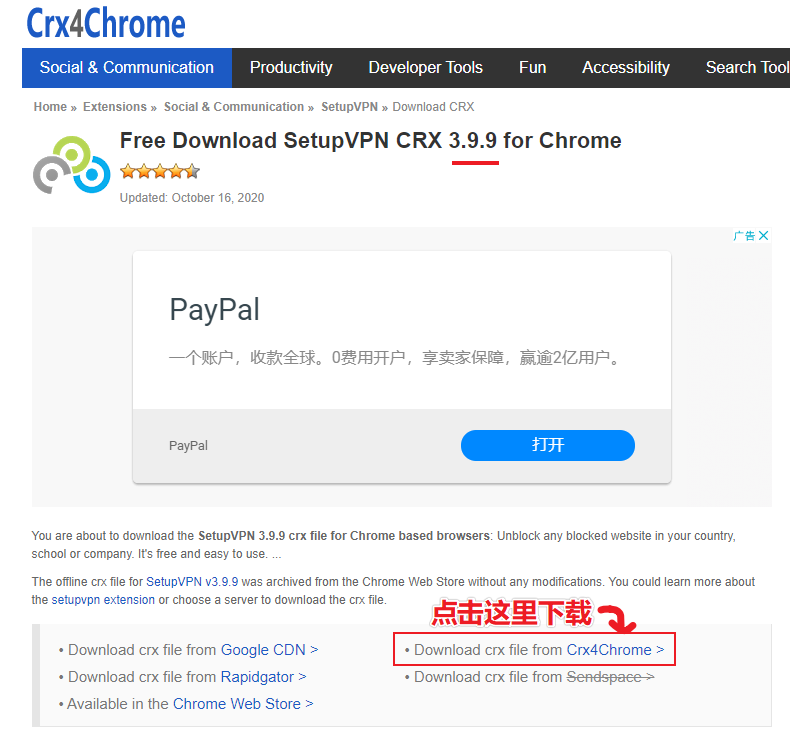 Crx4Chrome
Social & Communication Productivity Developer Tools Fun Accessibility Search Tool
Home » Extensions » Social & Communication » SetupVPN » Download CRX
Free Download SetupVPN CRX 3.9.9 for Chrome
Updated: October 16, 2020
广告
PayPal
一个账户，收款全球。0费用开户，享卖家保障，赢逾2亿用户。
PayPal 打开
You are about to download the SetupVPN 3.9.9 crx file for Chrome based browsers: Unblock any blocked website in your country,
school or company. It's free and easy to use. ...
The offline crx file for SetupVPN v3.9.9 was archived from the Chrome Web Store without any modifications. You could learn more about
the setupvpn extension or choose a server to download the crx file.
点击这里下载
• Download crx file from Google CDN > • Download crx file from Crx4Chrome >
• Download crx file from Rapidgator > • Download crx file from Sendspace >
• Available in the Chrome Web Store >